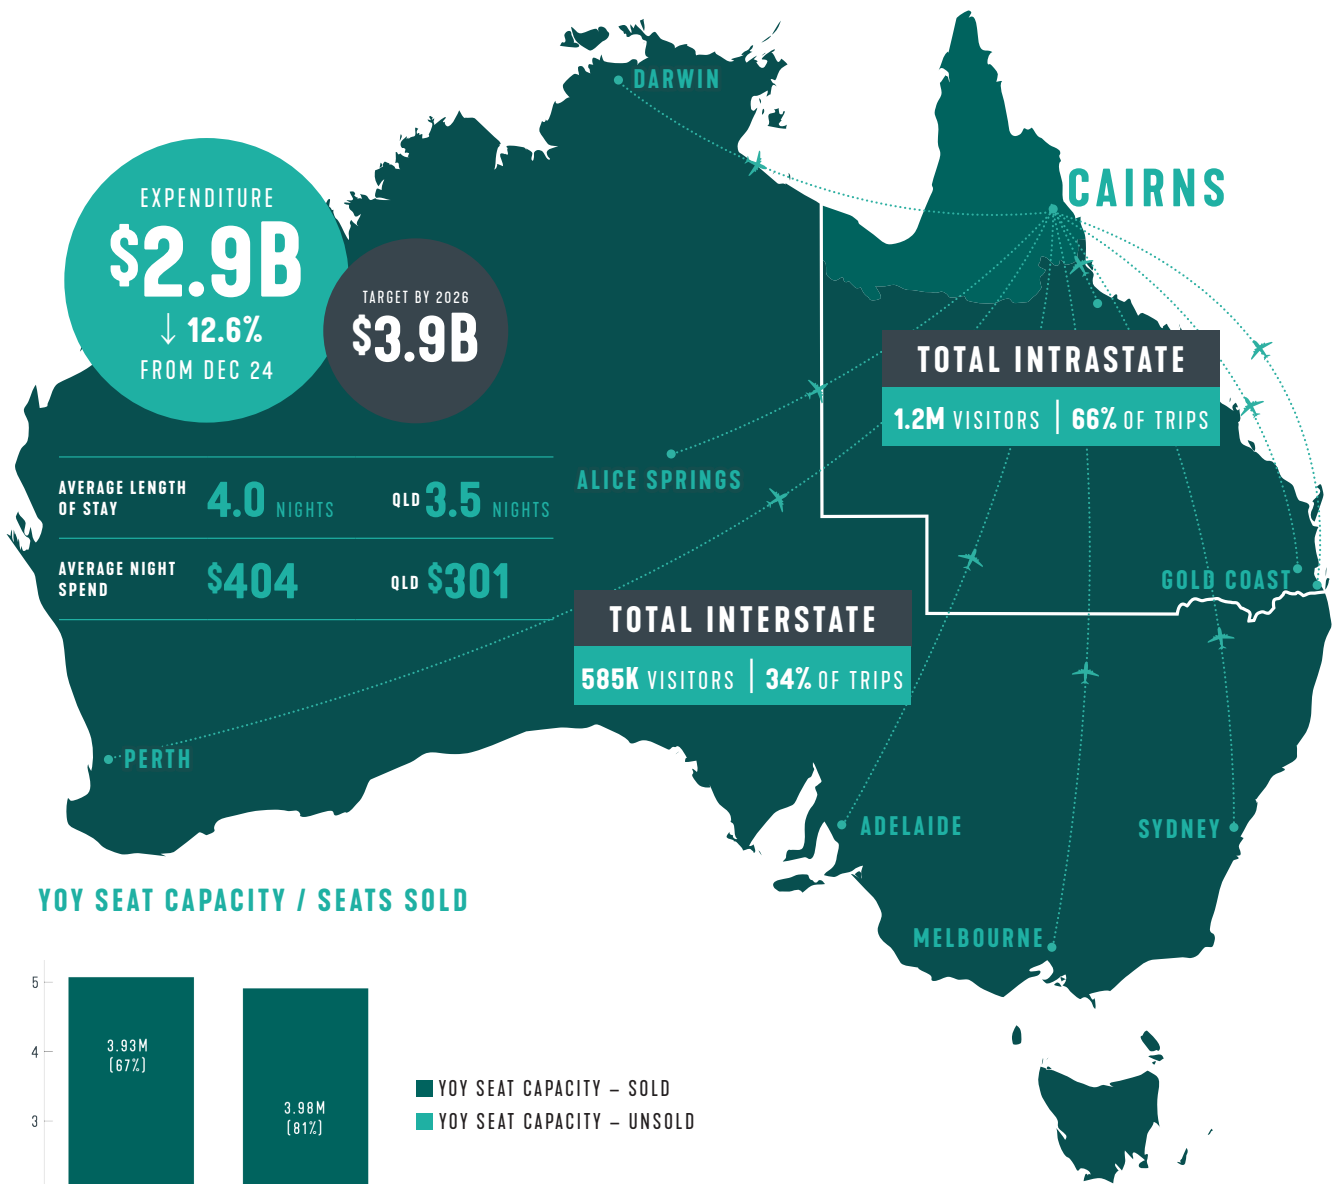 DARWIN
CAIRNS
EXPENDITURE
$2.9B
↓ 12.6%
FROM DEC 24
TARGET BY 2026
$3.9B
TOTAL INTRASTATE
1.2M VISITORS | 66% OF TRIPS
ALICE SPRINGS
AVERAGE LENGTH
OF STAY
4.0 NIGHTS
QLD 3.5 NIGHTS
AVERAGE NIGHT
SPEND
$404
QLD $301
GOLD COAST
TOTAL INTERSTATE
585K VISITORS | 34% OF TRIPS
PERTH
ADELAIDE
SYDNEY
MELBOURNE
YOY SEAT CAPACITY / SEATS SOLD
5
4
3
3.93M
(67%)
3.98M
(81%)
YOY SEAT CAPACITY – SOLD
YOY SEAT CAPACITY – UNSOLD